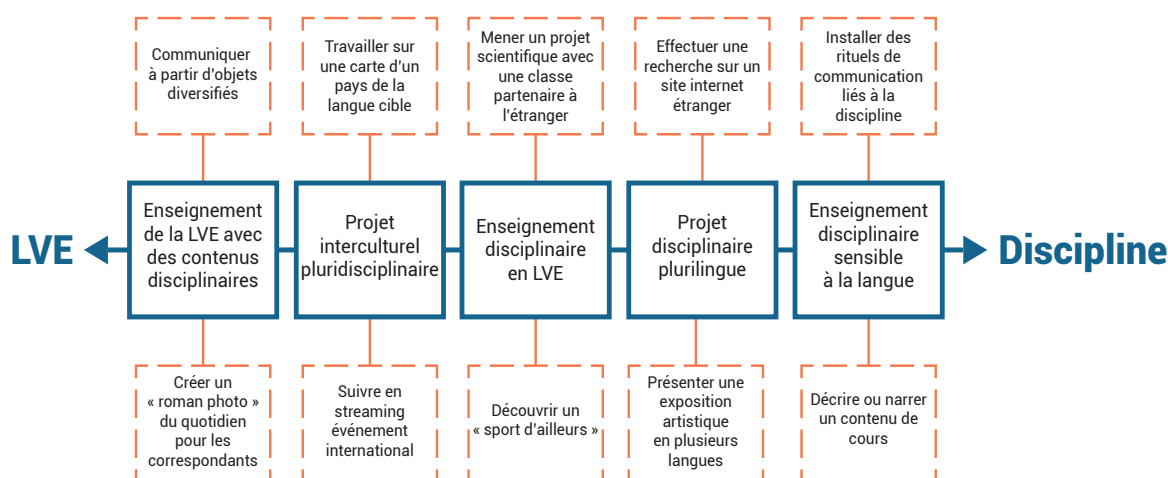 Communiquer
à partir d'objets
diversifiés
Travailler sur
une carte d'un
pays de la
langue cible
Mener un projet
scientifique avec
une classe
partenaire à
l'étranger
Effectuer une
recherche sur un
site internet
étranger
Installer des
rituels de
communication
liés à la
discipline
LVE
Enseignement
de la LVE avec
des contenus
disciplinaires
Projet
interculturel
pluridisciplinaire
Enseignement
disciplinaire
en LVE
Projet
disciplinaire
plurilingue
Enseignement
disciplinaire
sensible
à la langue
Discipline
Créer un
« roman photo »
du quotidien
pour les
correspondants
Suivre en
streaming
événement
international
Découvrir un
« sport d'ailleurs »
Présenter une
exposition
artistique
en plusieurs
langues
Décrire ou narrer
un contenu de
cours